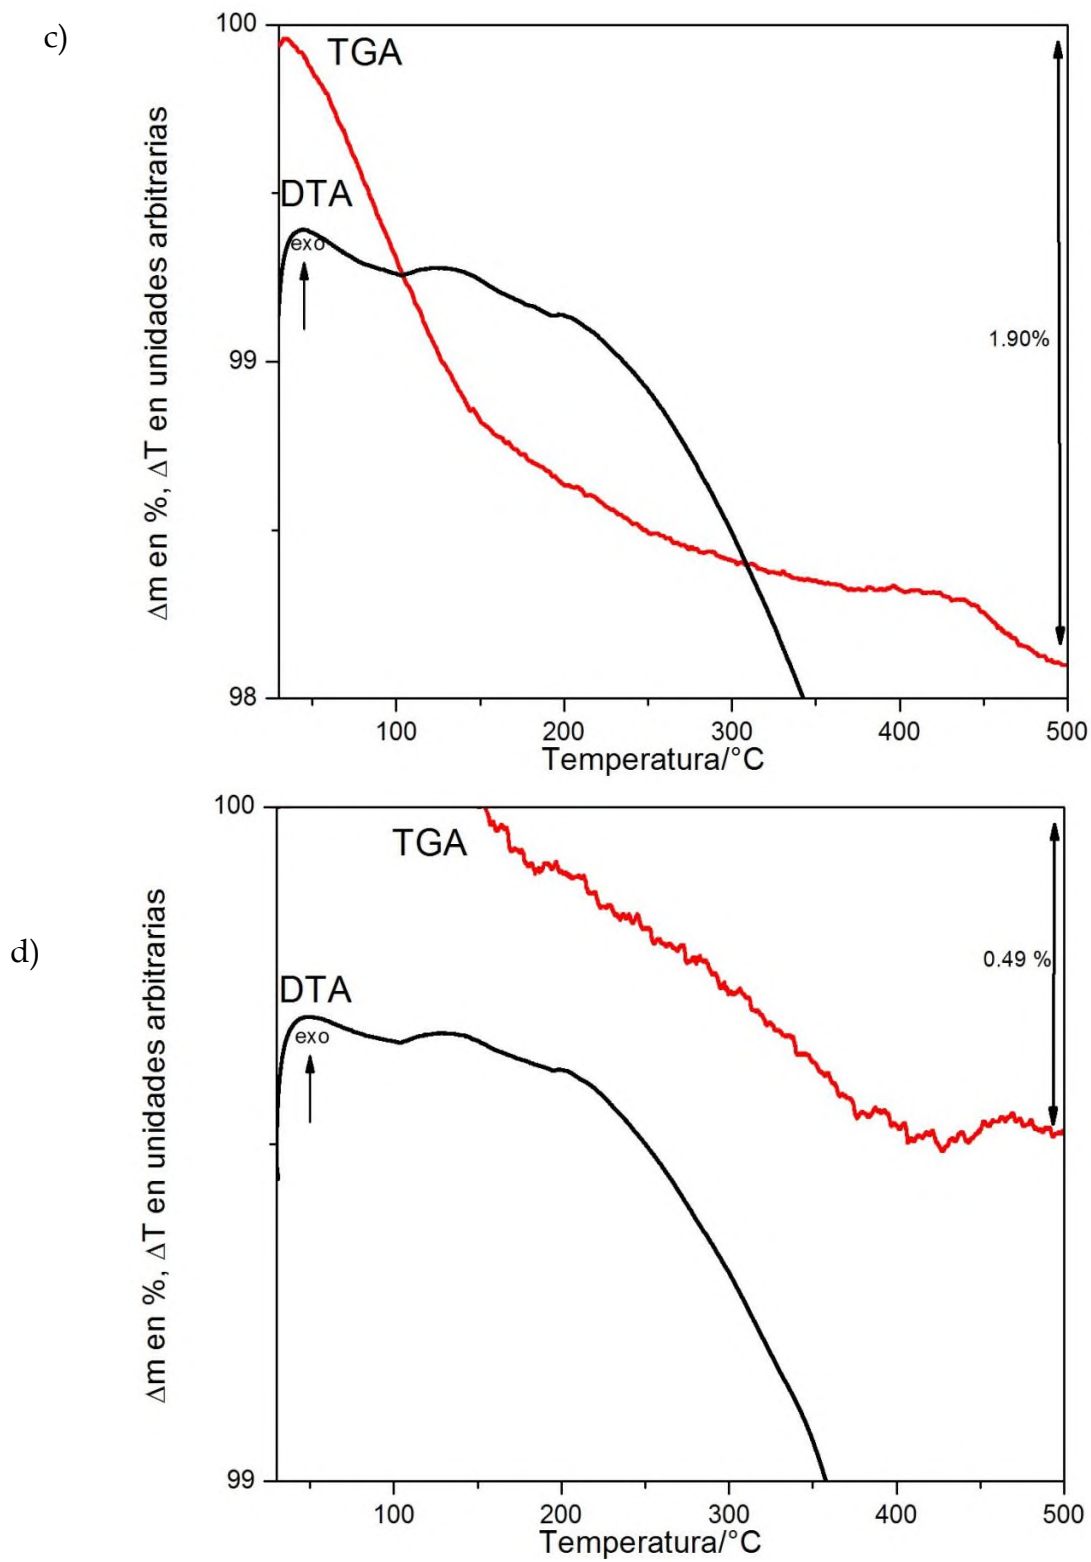 c)
100
TGA
DTA
exo
99
1.90%
98
100
200
300
400
500
Temperatura/°C
Δm en %, ΔT en unidades arbitrarias
d)
100
TGA
DTA
exo
0.49 %
99
100
200
300
400
500
Temperatura/°C
Δm en %, ΔT en unidades arbitrarias